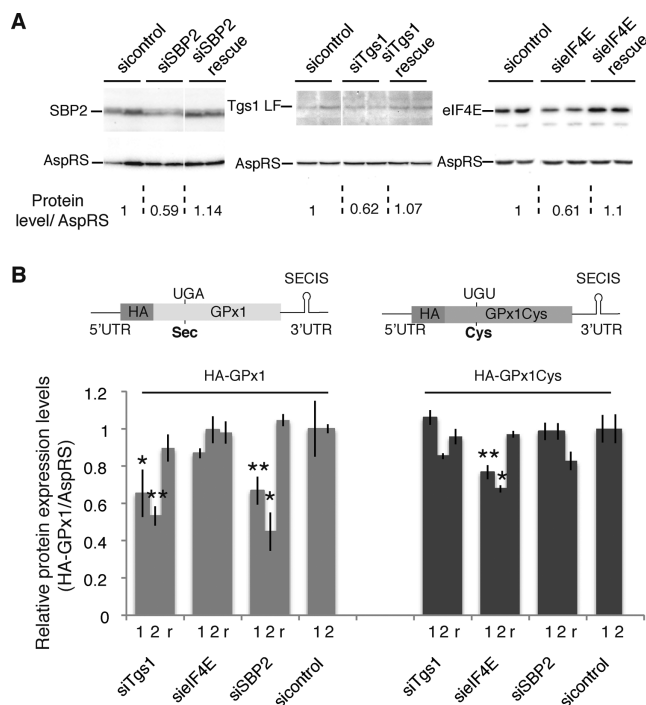 A
sicontrol siSBP2 siSBP2 rescue
sicontrol siTgs1 siTgs1 rescue
sicontrol sieIF4E sieIF4E rescue
SBP2
Tgs1 LF
eIF4E
AspRS
AspRS
AspRS
Protein level/ AspRS
1 0.59 1.14
1 0.62 1.07
1 0.61 1.1
B
UGA SECIS
HA GPx1
5'UTR Sec 3'UTR
UGU SECIS
HA GPx1Cys
5'UTR Cys 3'UTR
HA-GPx1 HA-GPx1Cys
Relative protein expression levels
(HA-GPx1/AspRS)
1.2
1
0.8
0.6
0.4
0.2
0
* ** ** * ** *
1 2 r 1 2 r 1 2 r 1 2 1 2 r 1 2 r 1 2 r 1 2
siTgs1 sieIF4E siSBP2 sicontrol siTgs1 sieIF4E siSBP2 sicontrol